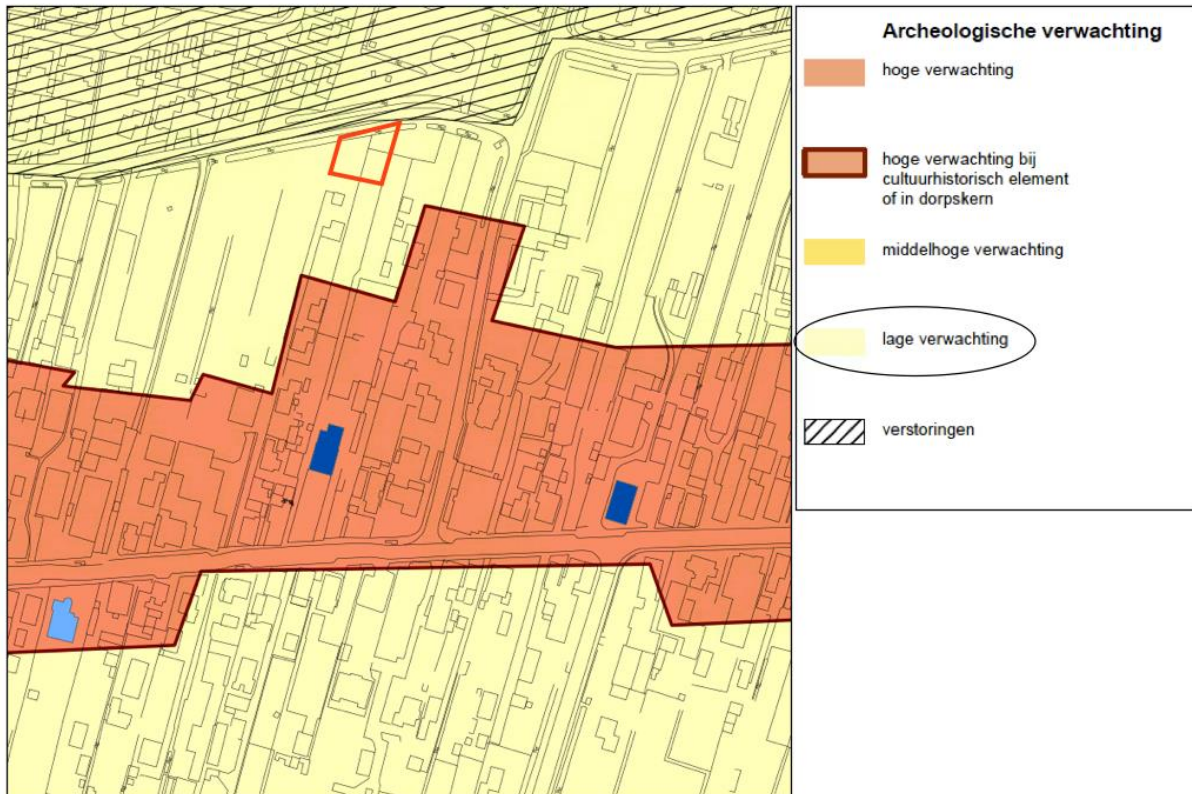 Archeologische verwachting
hoge verwachting
hoge verwachting bij
cultuurhistorisch element
of in dorpskern
middelhoge verwachting
lage verwachting
verstoringen